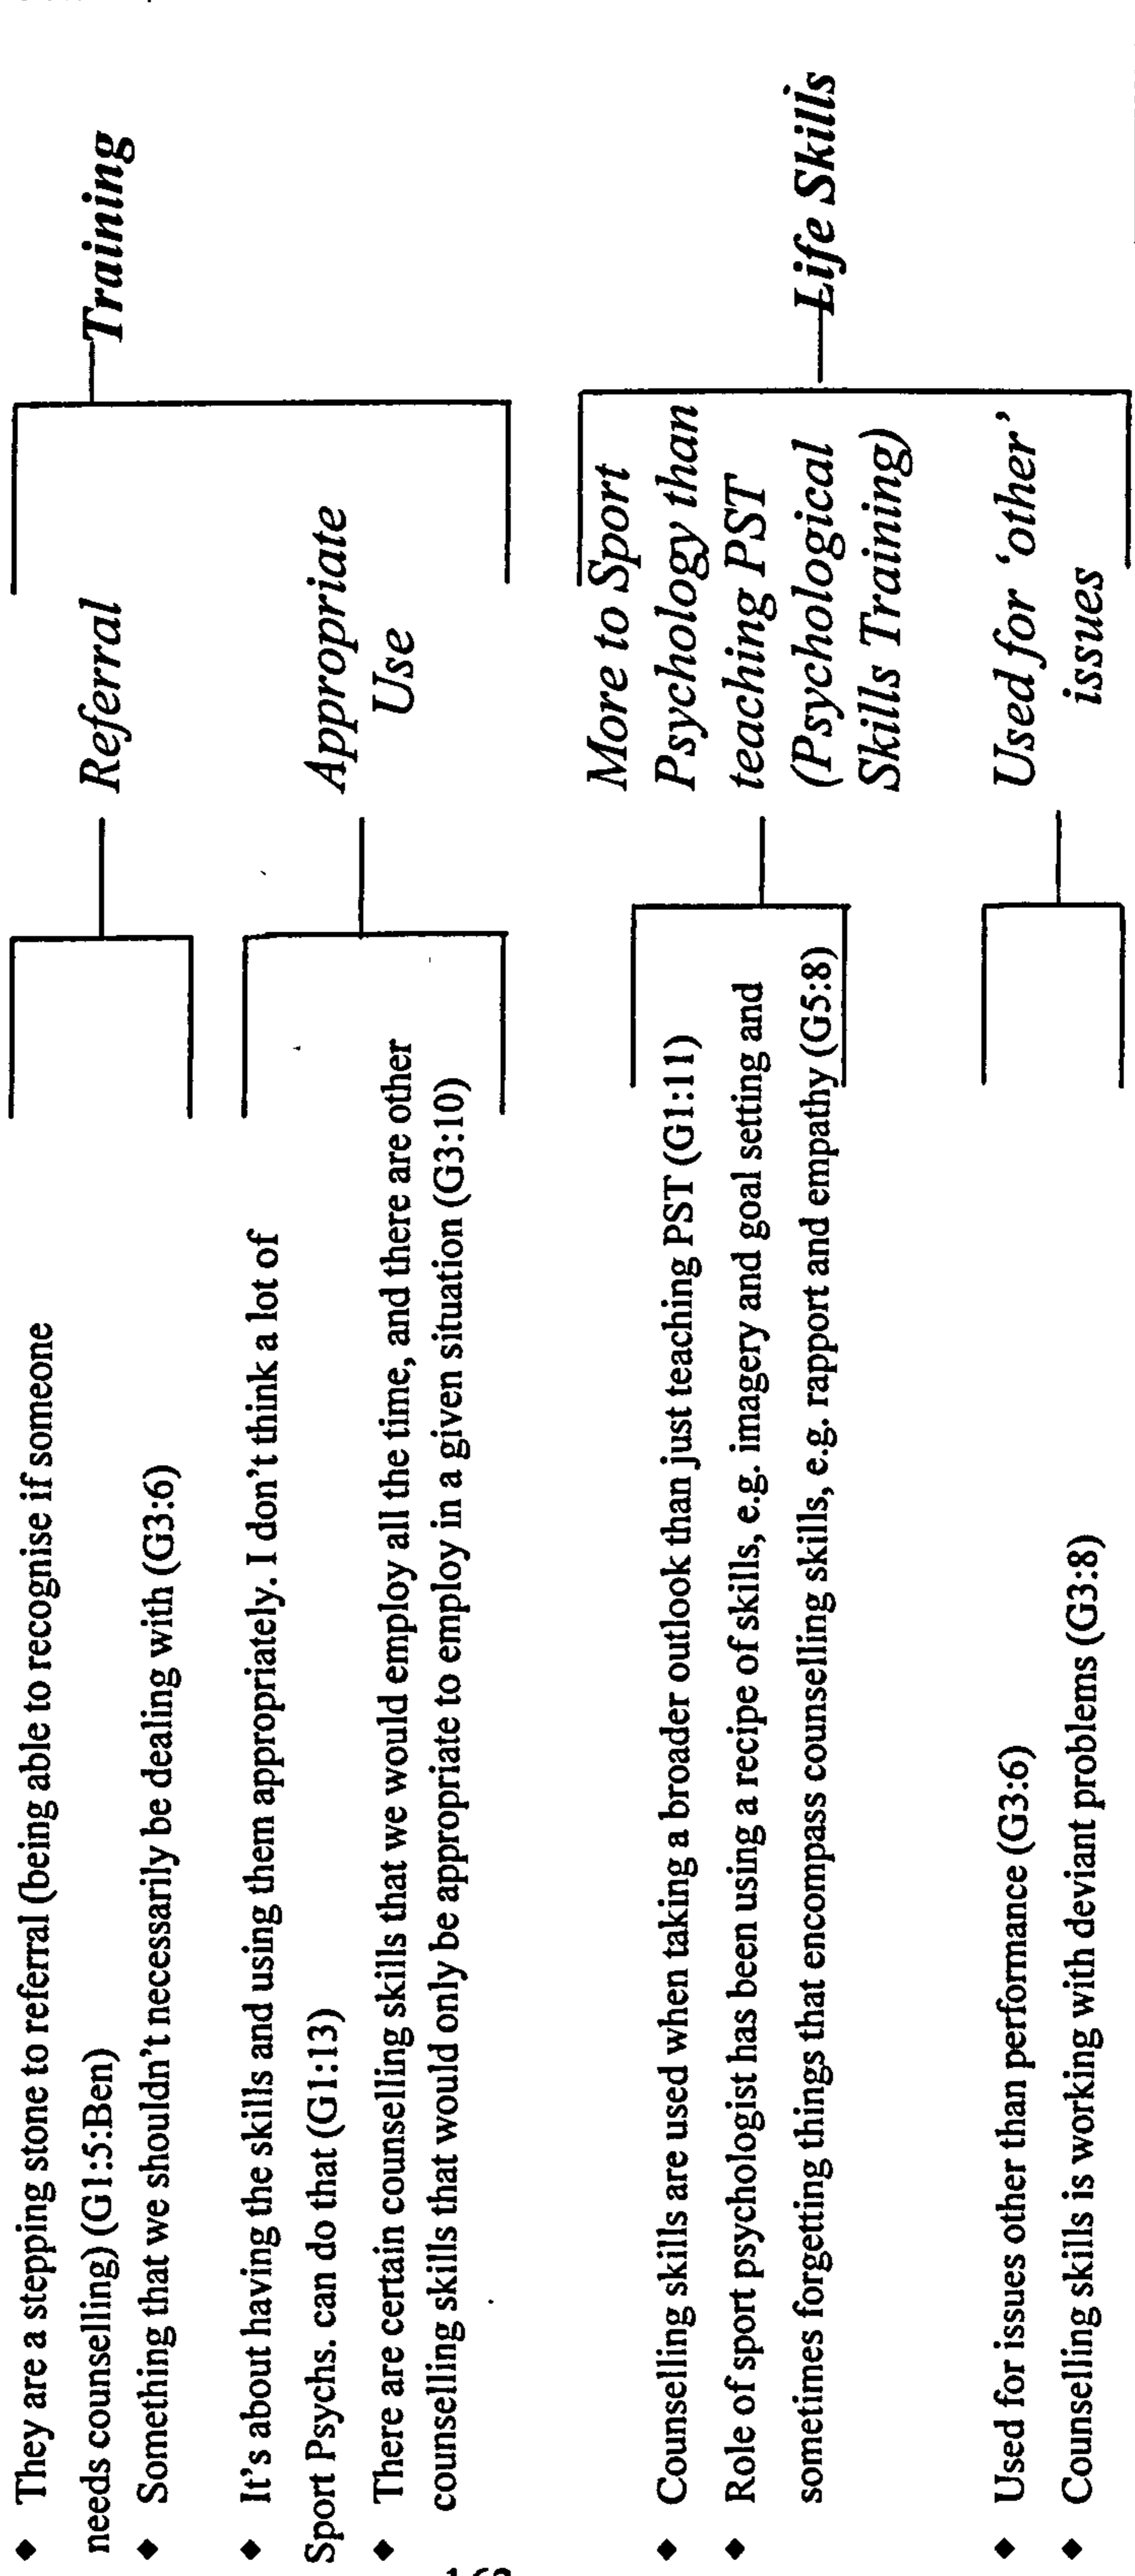 ◆ They are a stepping stone to referral (being able to recognise if someone
needs counselling) (G1:5:Ben)
◆ Something that we shouldn't necessarily be dealing with (G3:6)
Referral
◆ It's about having the skills and using them appropriately. I don't think a lot of
Sport Psychs. can do that (G1:13)
◆ There are certain counselling skills that we would employ all the time, and there are other
counselling skills that would only be appropriate to employ in a given situation (G3:10)
Appropriate
Use
Training
◆ Counselling skills are used when taking a broader outlook than just teaching PST (G1:11)
◆ Role of sport psychologist has been using a recipe of skills, e.g. imagery and goal setting and
sometimes forgetting things that encompass counselling skills, e.g. rapport and empathy (G5:8)
More to Sport
Psychology than
teaching PST
(Psychological
Skills Training)
◆ Used for issues other than performance (G3:6)
◆ Counselling skills is working with deviant problems (G3:8)
Used for ‘other’
issues
Life Skills